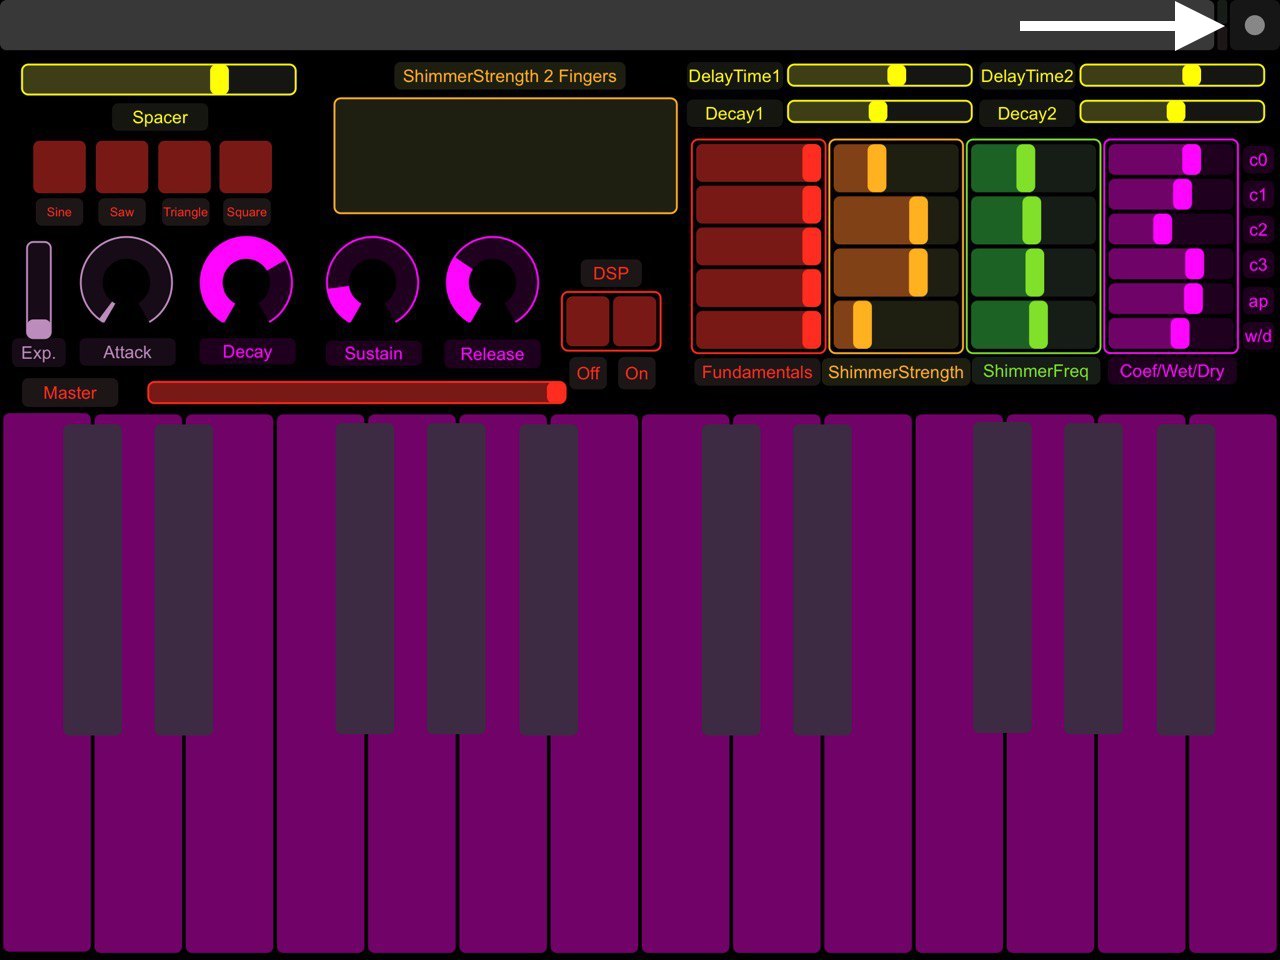 ShimmerStrength 2 Fingers
DelayTime1
DelayTime2
Spacer
Decay1
Decay2
Sine
Saw
Triangle
Square
c0
c1
c2
c3
ap
w/d
DSP
Exp.
Attack
Decay
Sustain
Release
Off
On
Fundamentals
ShimmerStrength
ShimmerFreq
Coef/Wet/Dry
Master